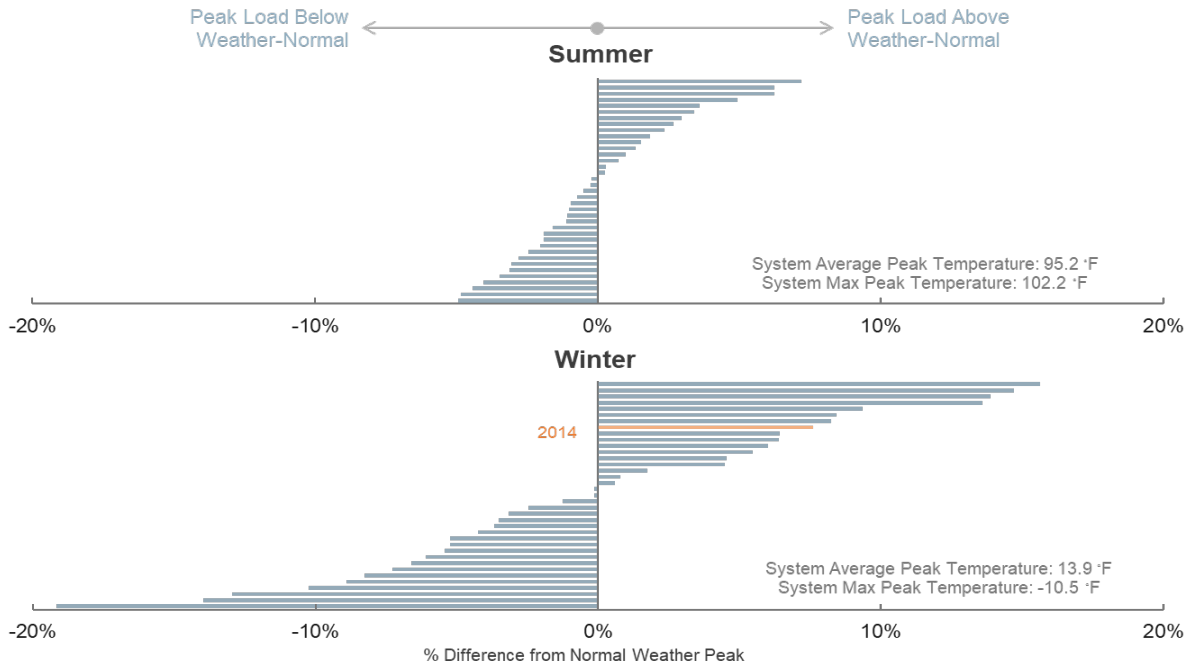 Peak Load Below
Weather-Normal
Peak Load Above
Weather-Normal
Summer
System Average Peak Temperature: 95.2 °F
System Max Peak Temperature: 102.2 °F
-20%
-10%
0%
10%
20%
Winter
2014
System Average Peak Temperature: 13.9 °F
System Max Peak Temperature: -10.5 °F
-20%
-10%
0%
10%
20%
% Difference from Normal Weather Peak